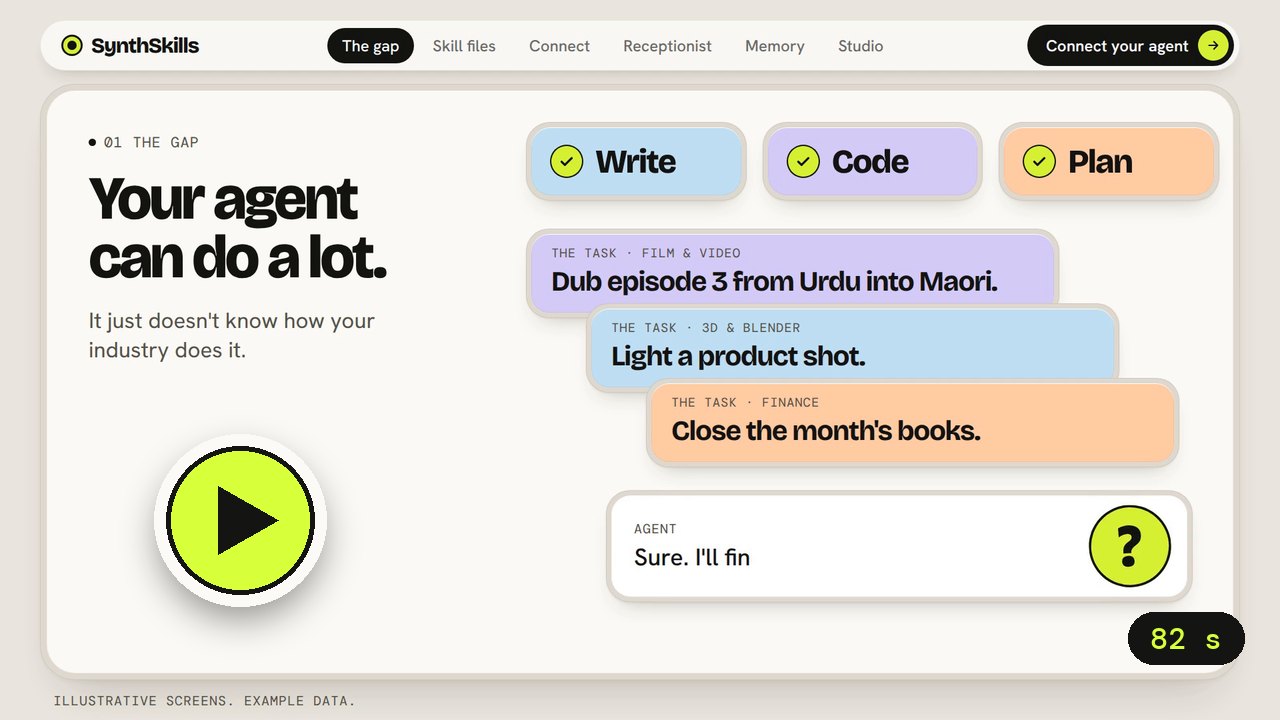 SynthSkills
The gap
Skill files
Connect
Receptionist
Memory
Studio
Connect your agent
01 THE GAP
Your agent
can do a lot.
It just doesn't know how your
industry does it.
Write
Code
Plan
THE TASK · FILM & VIDEO
Dub episode 3 from Urdu into Maori.
THE TASK · 3D & BLENDER
Light a product shot.
THE TASK · FINANCE
Close the month's books.
AGENT
Sure. I'll fin
?
82 s
ILLUSTRATIVE SCREENS. EXAMPLE DATA.